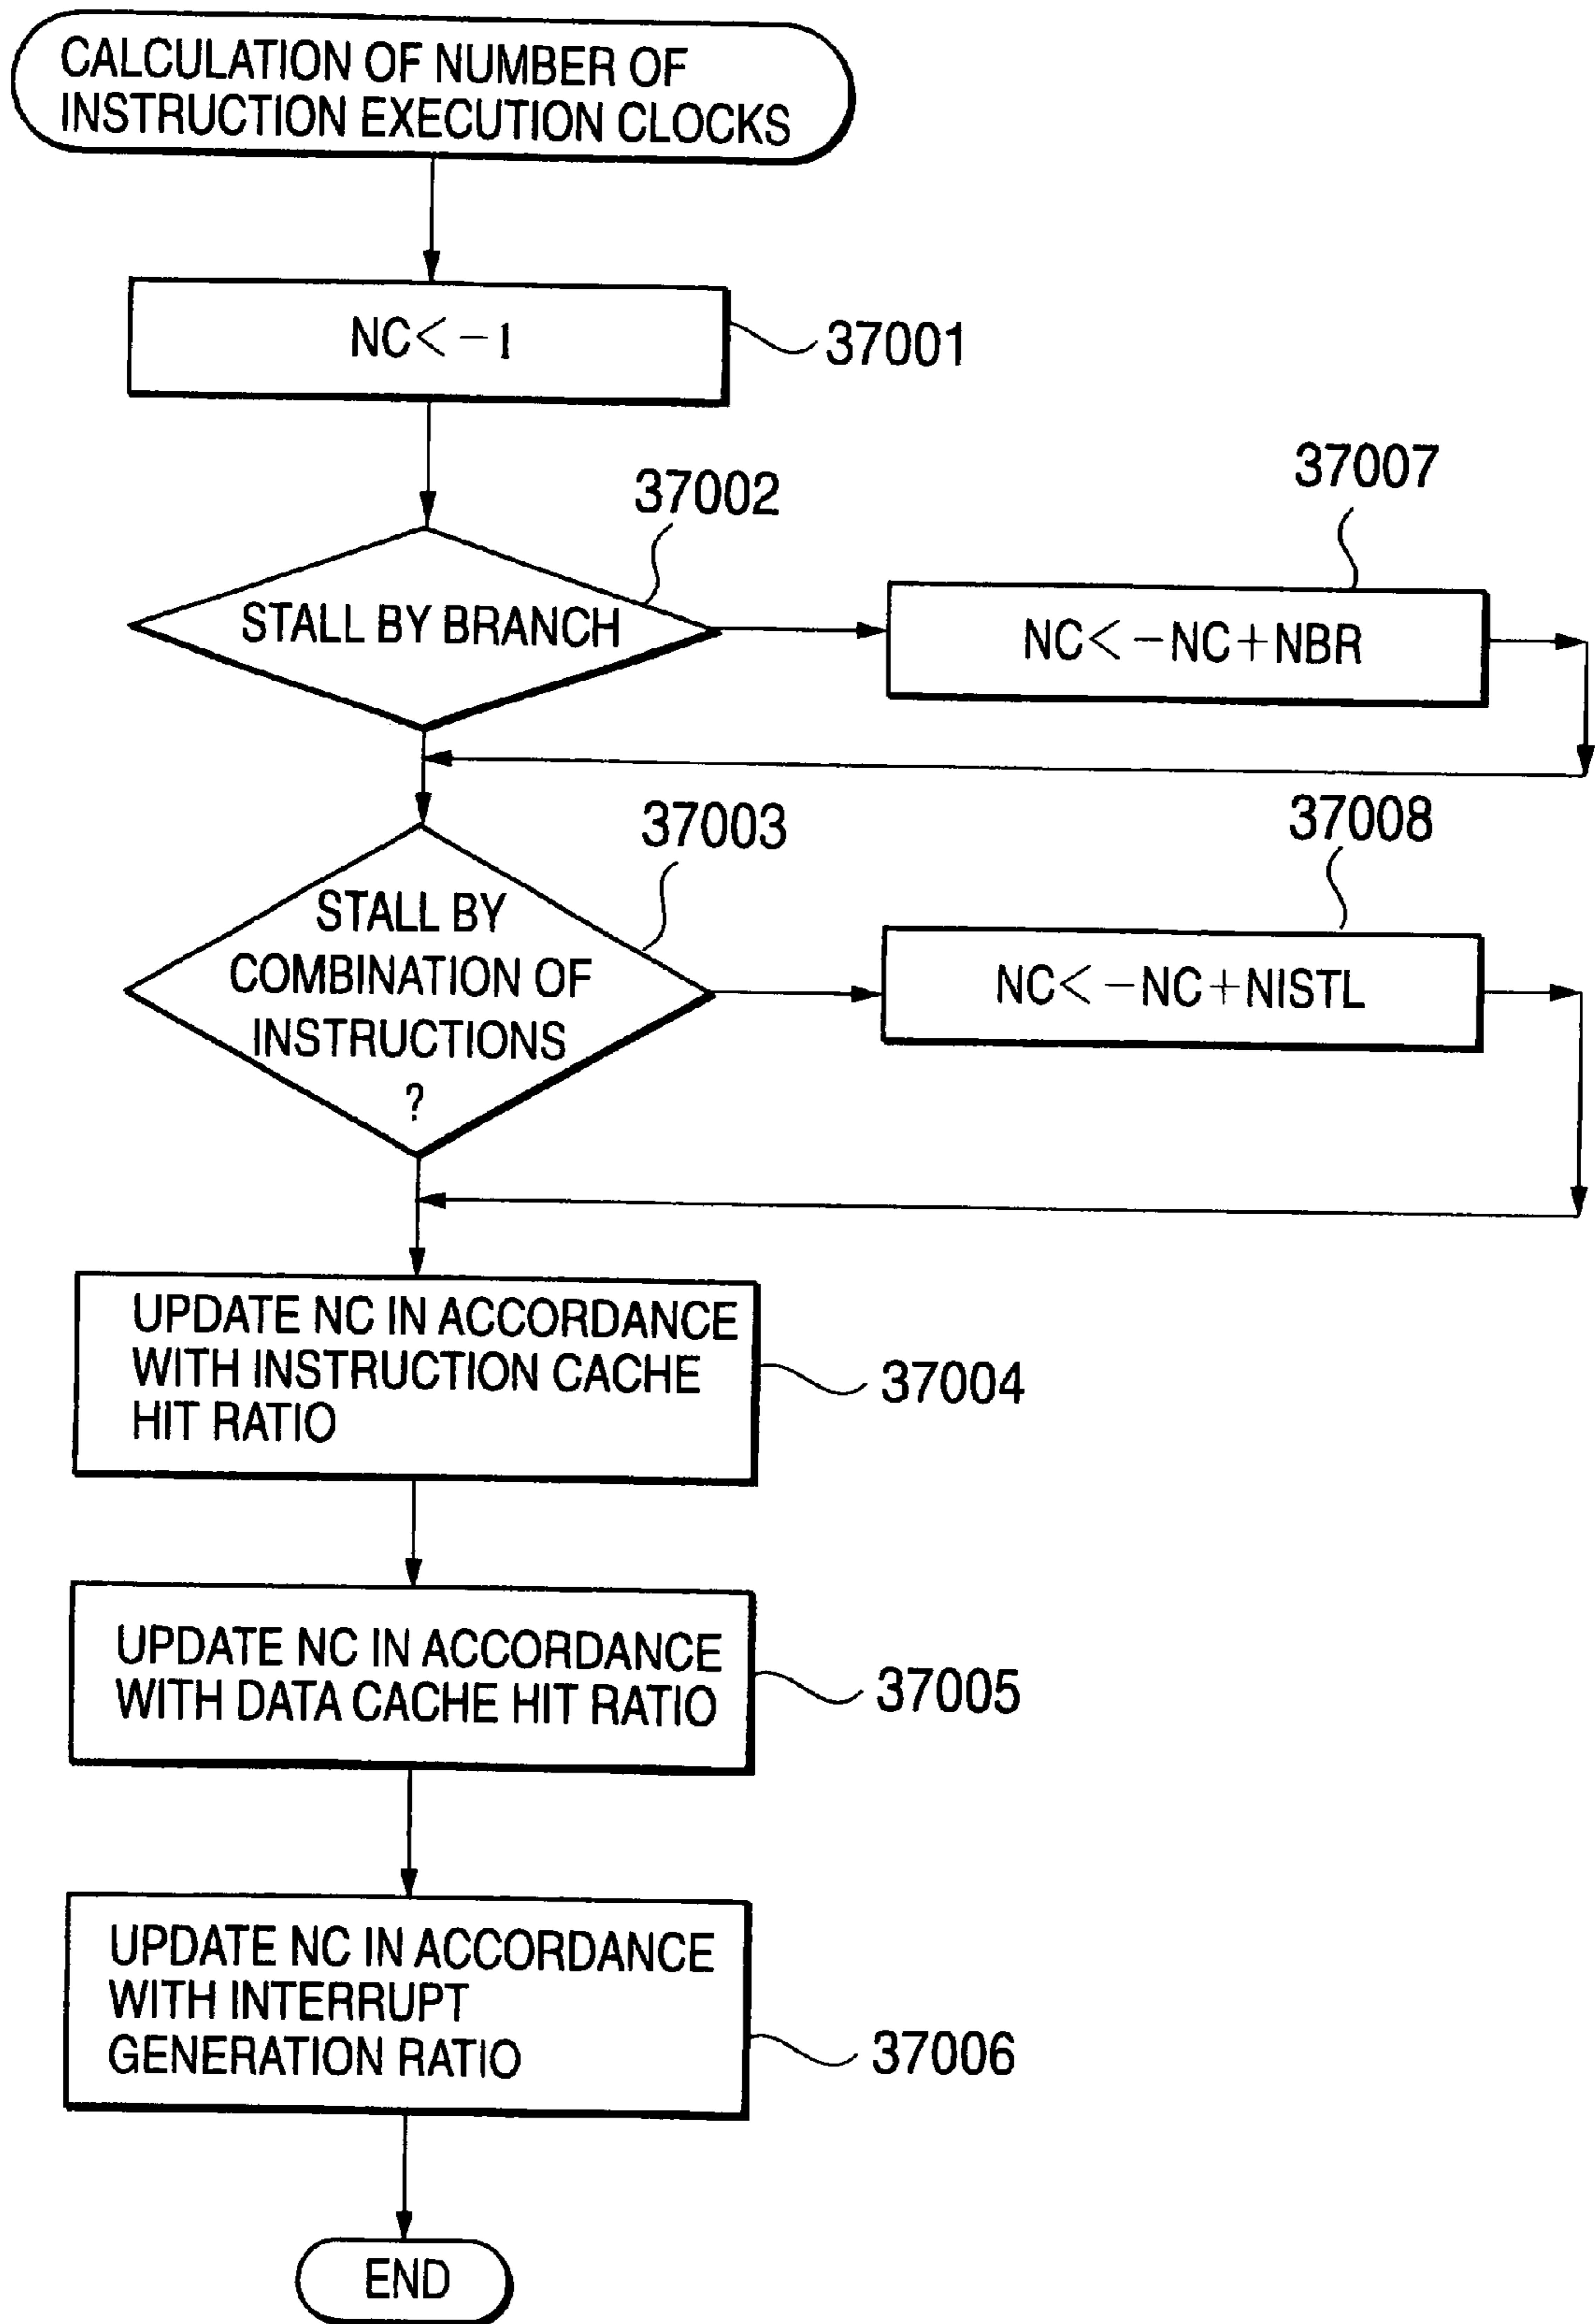 CALCULATION OF NUMBER OF
INSTRUCTION EXECUTION CLOCKS
NC<-1
37001
37002
STALL BY BRANCH
37007
NC<-NC+NBR
37003
STALL BY
COMBINATION OF
INSTRUCTIONS
?
37008
NC<-NC+NISTL
UPDATE NC IN ACCORDANCE
WITH INSTRUCTION CACHE
HIT RATIO
37004
UPDATE NC IN ACCORDANCE
WITH DATA CACHE HIT RATIO
37005
UPDATE NC IN ACCORDANCE
WITH INTERRUPT
GENERATION RATIO
37006
END